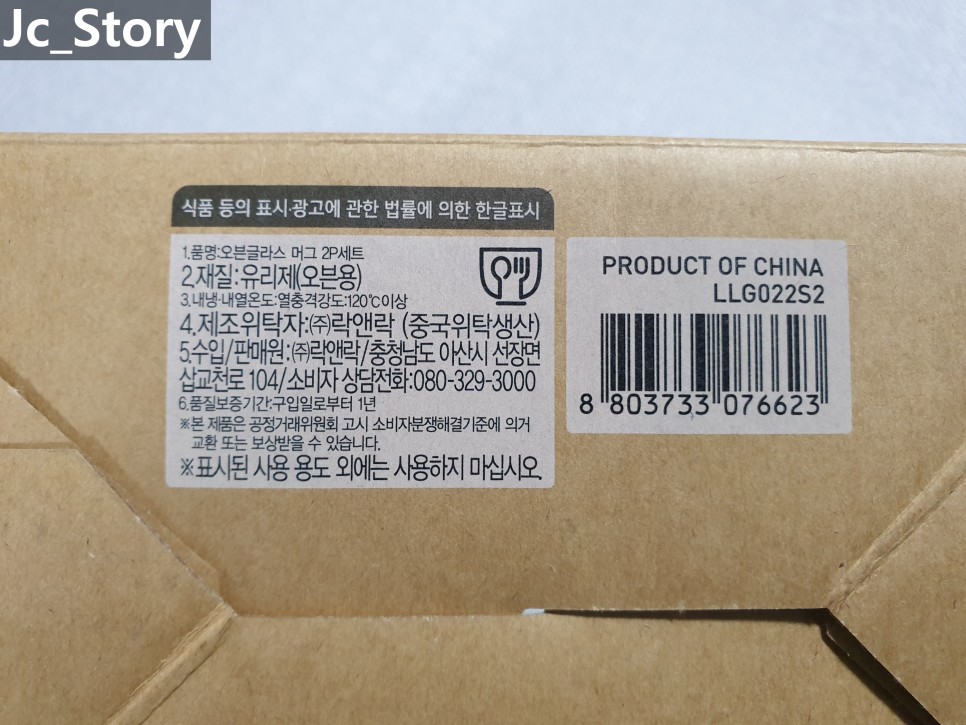 Jc_Story
식품 등의 표시·광고에 관한 법률에 의한 한글표시
1.품명:오븐글라스 머그 2P세트
2.재질:유리제(오븐용)
3.내냉·내열온도:열충격강도:120℃이상
4.제조위탁자:㈜락앤락 (중국위탁생산)
5.수입/판매원:㈜락앤락/충청남도 아산시 선장면
삽교천로 104/소비자 상담전화:080-329-3000
6.품질보증기간:구입일로부터 1년
※본 제품은 공정거래위원회 고시 소비자분쟁해결기준에 의거
교환 또는 보상받을 수 있습니다.
※표시된 사용 용도 외에는 사용하지 마십시오.
PRODUCT OF CHINA
LLG022S2
8 803733 076623